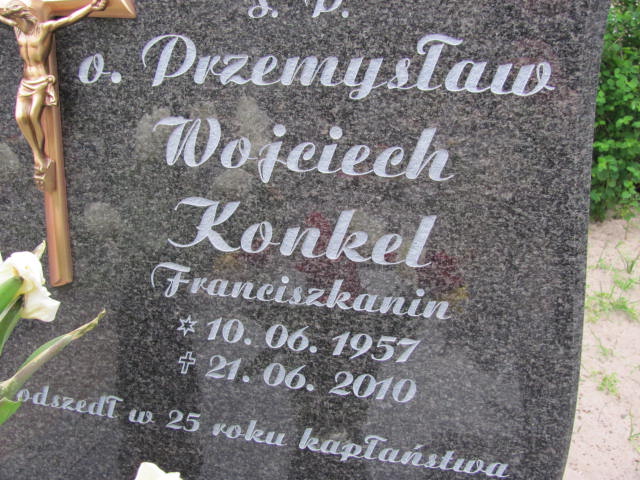 ś. p.
o. Przemysław
Wojciech
Konkel
Franciszkanin
✡ 10. 06. 1957
✝ 21. 06. 2010
odszedł w 25 roku kapłaństwa